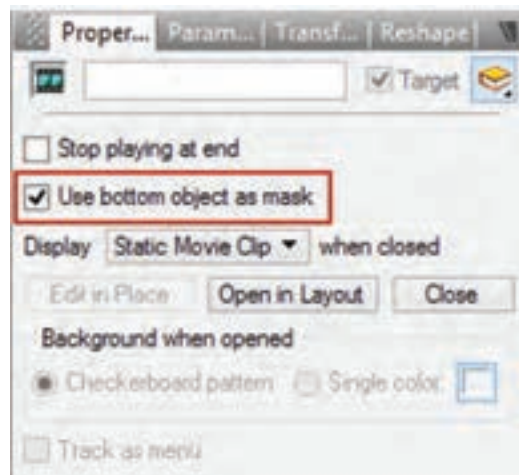 Proper... Param... Transf... Reshape
Target
Stop playing at end
Use bottom object as mask
Display Static Movie Clip when closed
Edit in Place Open in Layout Close
Background when opened
Checkerboard pattern Single color:
Track as menu